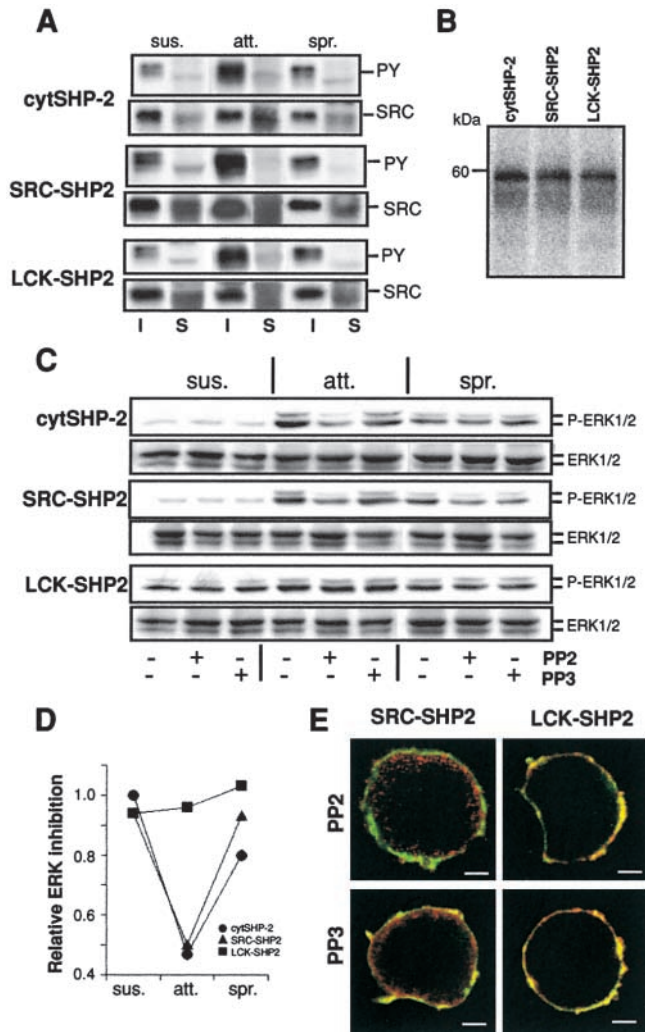 A
sus. att. spr.
cytSHP-2
PY
SRC
SRC-SHP2
PY
SRC
LCK-SHP2
PY
SRC
I S I S I S
B
cytSHP-2
SRC-SHP2
LCK-SHP2
kDa
60
C
sus. att. spr.
cytSHP-2
P-ERK1/2
ERK1/2
SRC-SHP2
P-ERK1/2
ERK1/2
LCK-SHP2
P-ERK1/2
ERK1/2
- + - - + - - + - PP2
- - + - - + - - + PP3
D
Relative ERK inhibition
1.0
0.8
0.6
0.4
cytSHP-2
SRC-SHP2
LCK-SHP2
sus. att. spr.
E
SRC-SHP2 LCK-SHP2
PP2
PP3